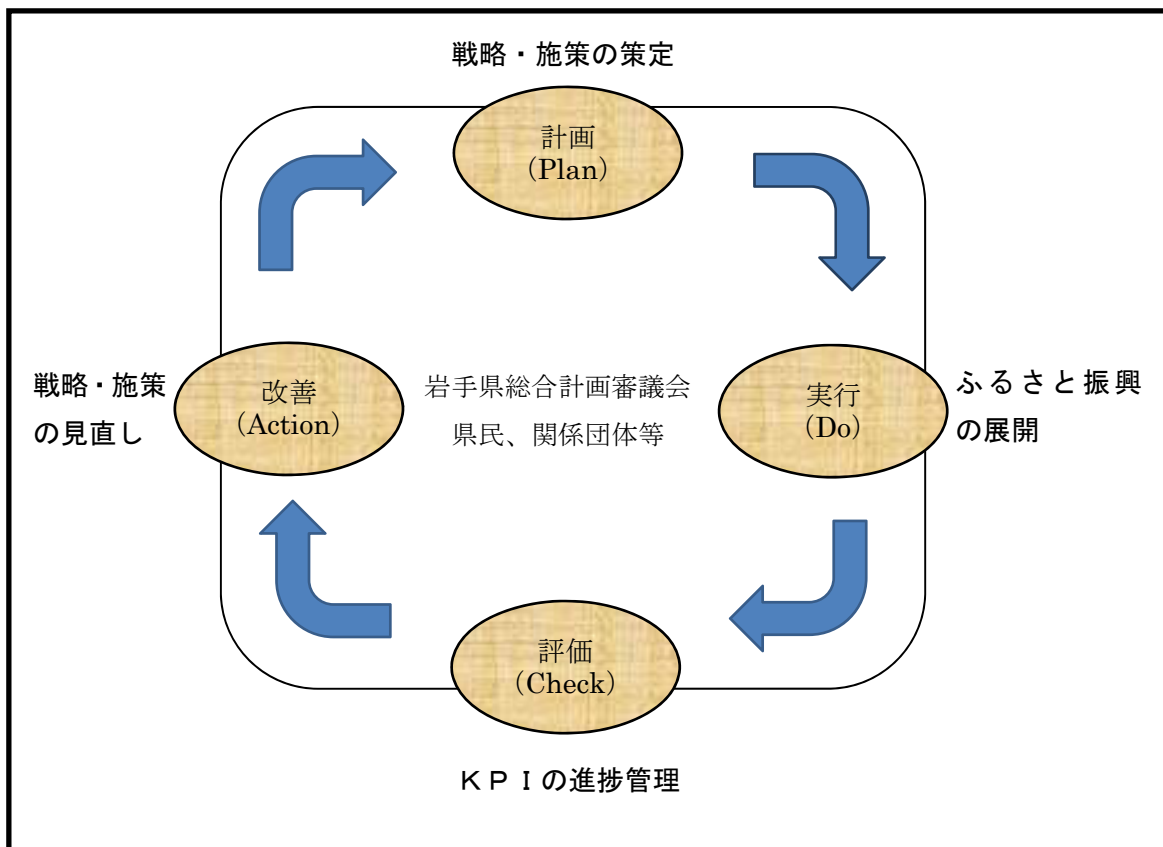 戦略・施策の策定
計画
(Plan)
戦略・施策
の見直し
改善
(Action)
岩手県総合計画審議会
県民、関係団体等
実行
(Do)
ふるさと振興
の展開
評価
(Check)
ＫＰＩの進捗管理